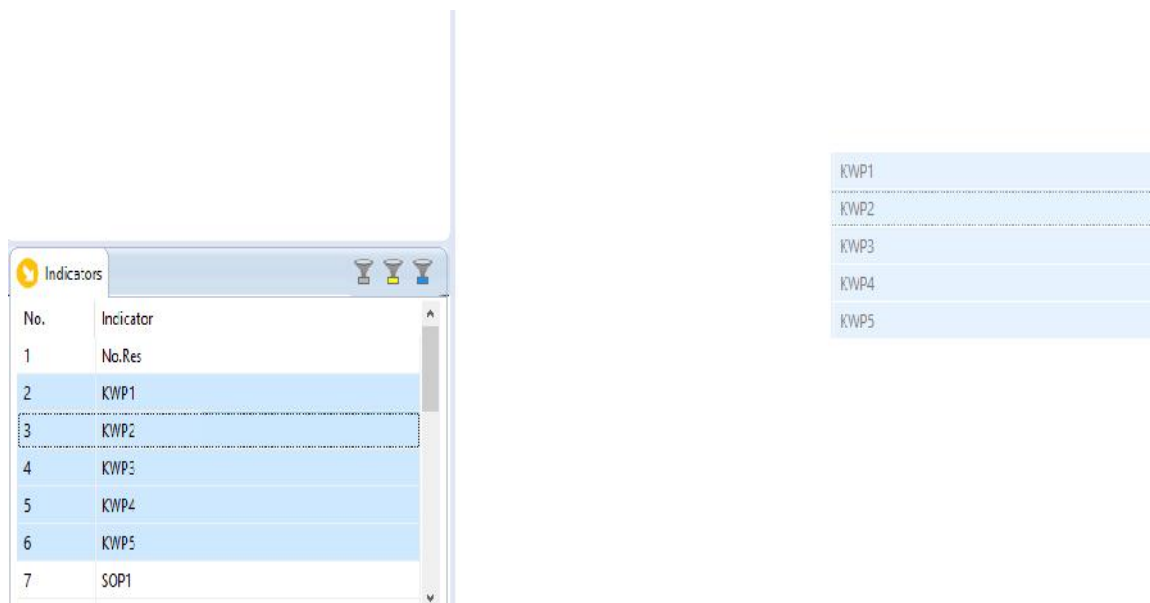 Indicators
No. Indicator
1 No.Res
2 KWP1
3 KWP2
4 KWP3
5 KWP4
6 KWP5
7 SOP1
KWP1
KWP2
KWP3
KWP4
KWP5